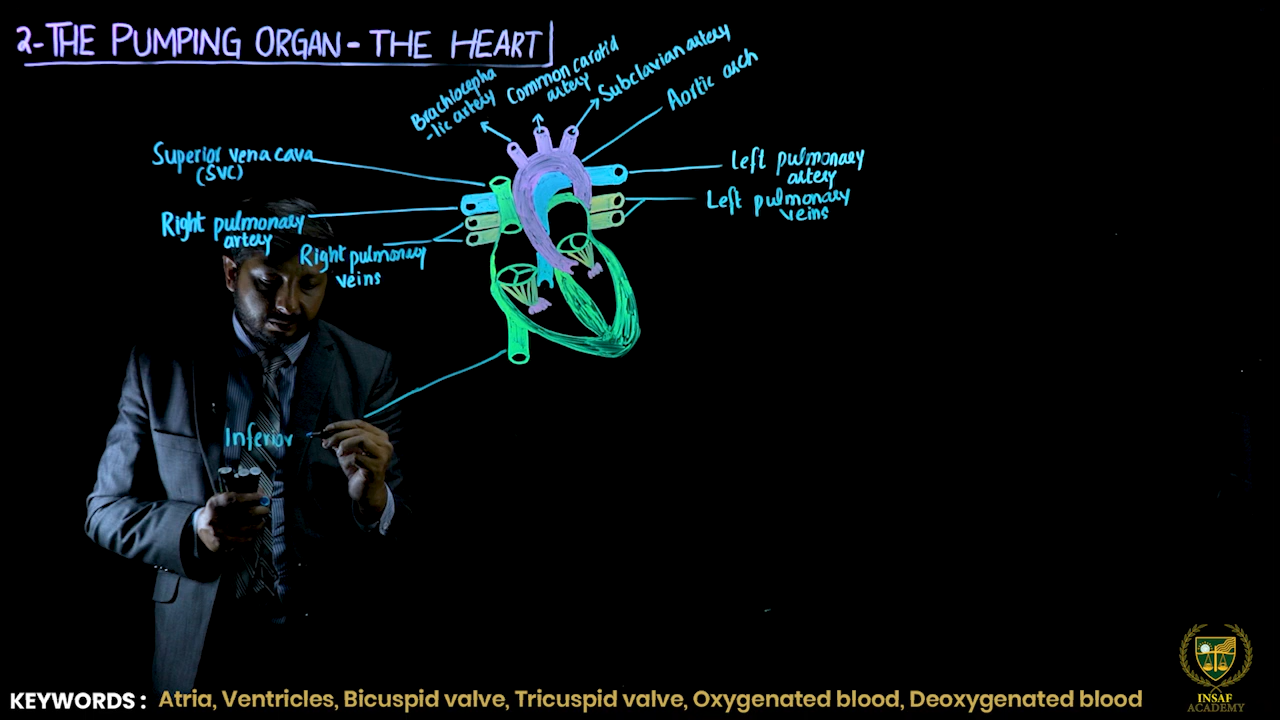 2-THE PUMPING ORGAN - THE HEART
Brachiocepha
-lic artery
Common carotid
artery
Subclavian artery
Aortic arch
Superior vena cava
(SVC)
Left pulmonary
artery
Left pulmonary
veins
Right pulmonary
artery
Right pulmonary
veins
Inferior
KEYWORDS : Atria, Ventricles, Bicuspid valve, Tricuspid valve, Oxygenated blood, Deoxygenated blood
INSAF
ACADEMY